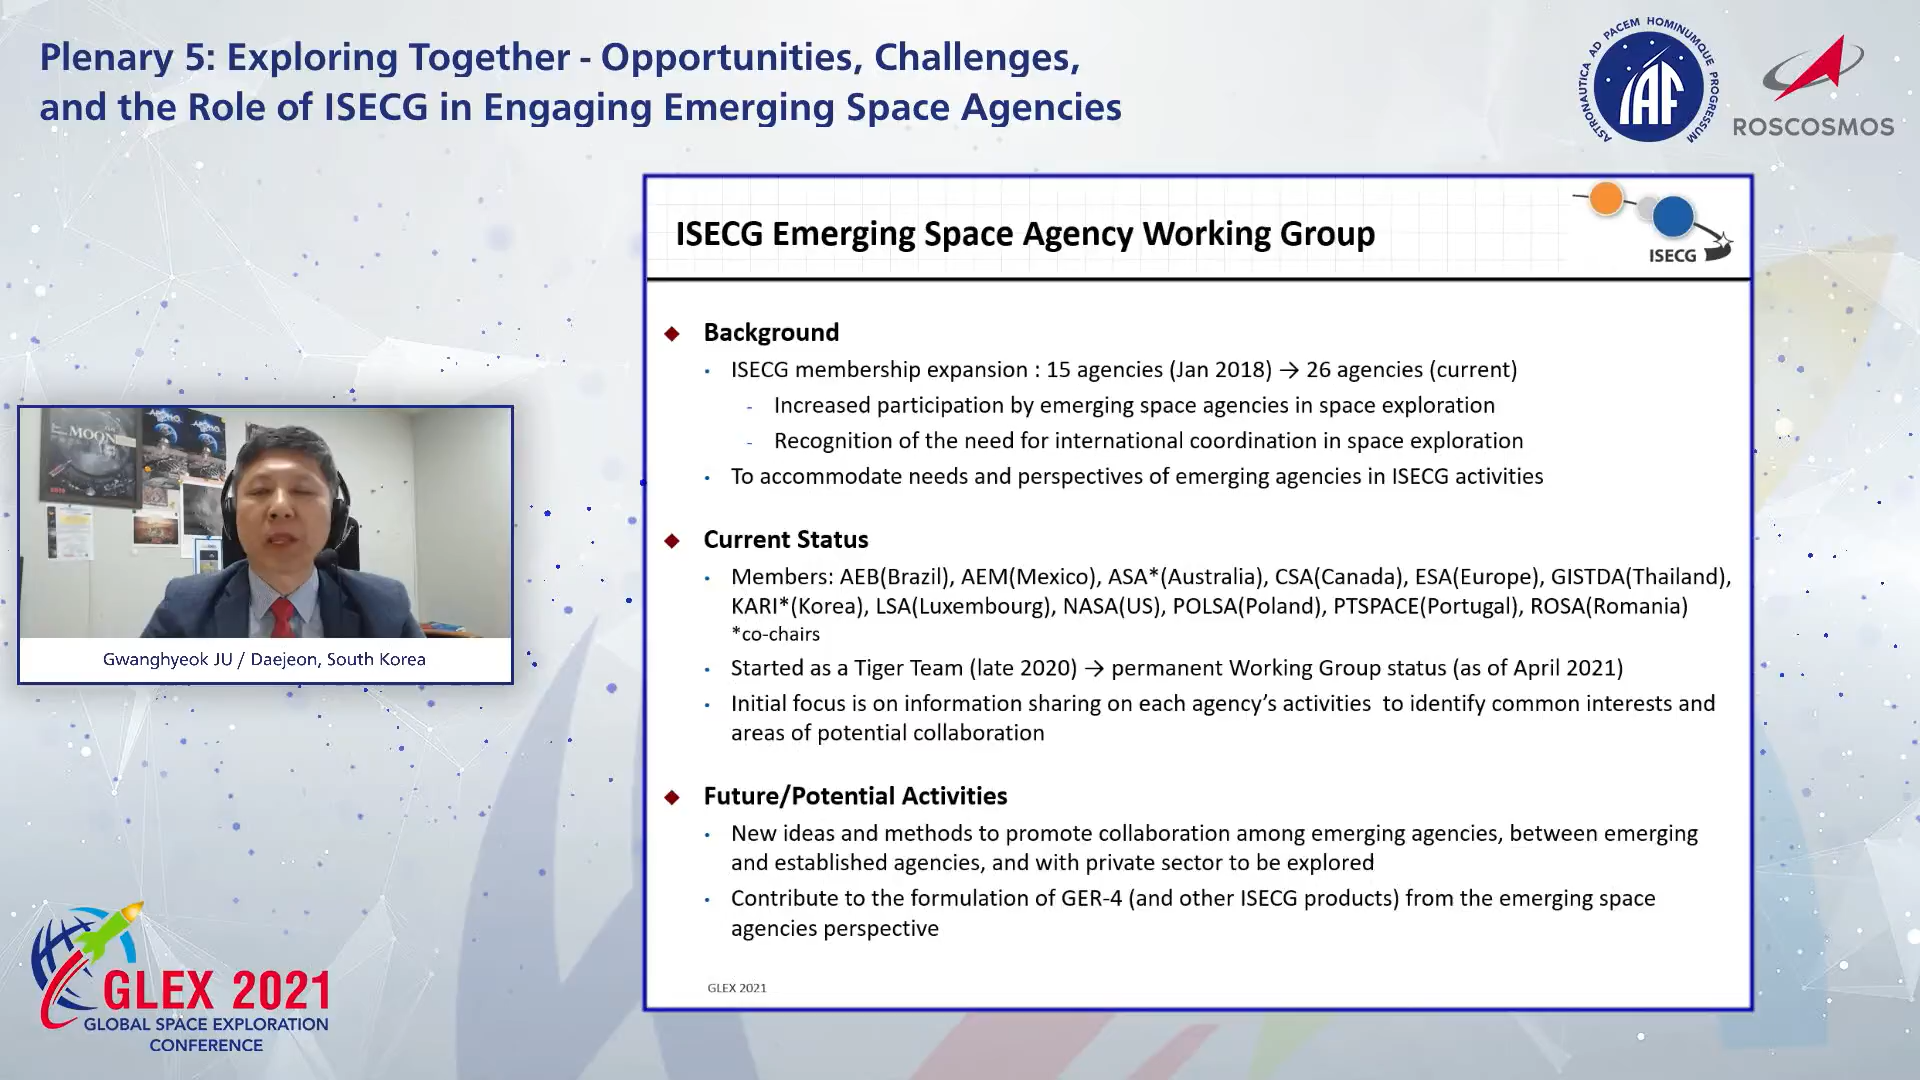 Plenary 5: Exploring Together - Opportunities, Challenges,
and the Role of ISECG in Engaging Emerging Space Agencies
ASTRONAUTICA AD PACEM HOMINUMQUE PROGRESSUM
IAF
ROSCOSMOS
ISECG Emerging Space Agency Working Group
ISECG
◆ Background
• ISECG membership expansion : 15 agencies (Jan 2018) → 26 agencies (current)
- Increased participation by emerging space agencies in space exploration
- Recognition of the need for international coordination in space exploration
• To accommodate needs and perspectives of emerging agencies in ISECG activities
◆ Current Status
• Members: AEB(Brazil), AEM(Mexico), ASA*(Australia), CSA(Canada), ESA(Europe), GISTDA(Thailand),
KARI*(Korea), LSA(Luxembourg), NASA(US), POLSA(Poland), PTSPACE(Portugal), ROSA(Romania)
*co-chairs
• Started as a Tiger Team (late 2020) → permanent Working Group status (as of April 2021)
• Initial focus is on information sharing on each agency’s activities to identify common interests and
areas of potential collaboration
◆ Future/Potential Activities
• New ideas and methods to promote collaboration among emerging agencies, between emerging
and established agencies, and with private sector to be explored
• Contribute to the formulation of GER-4 (and other ISECG products) from the emerging space
agencies perspective
GLEX 2021
MOON
Gwanghyeok JU / Daejeon, South Korea
GLEX 2021
GLOBAL SPACE EXPLORATION
CONFERENCE